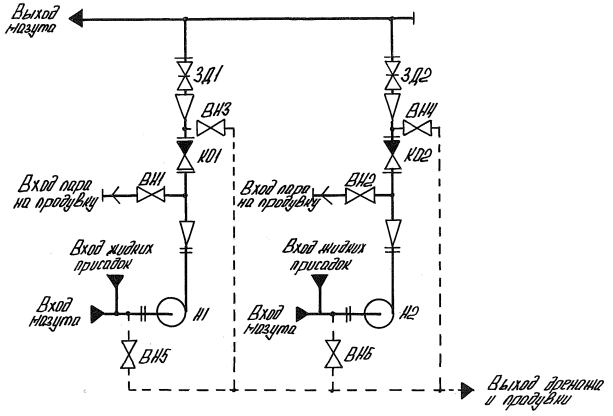 Выход
мазута
ЗД1
ЗД2
ВН3
ВН4
КО1
КО2
ВН1
ВН2
Вход пара
на продувку
Вход пара
на продувку
Вход жидких
присадок
Вход жидких
присадок
Вход
мазута
Н1
Вход
мазута
Н2
ВН5
ВН6
Выход дренажа
и продувки